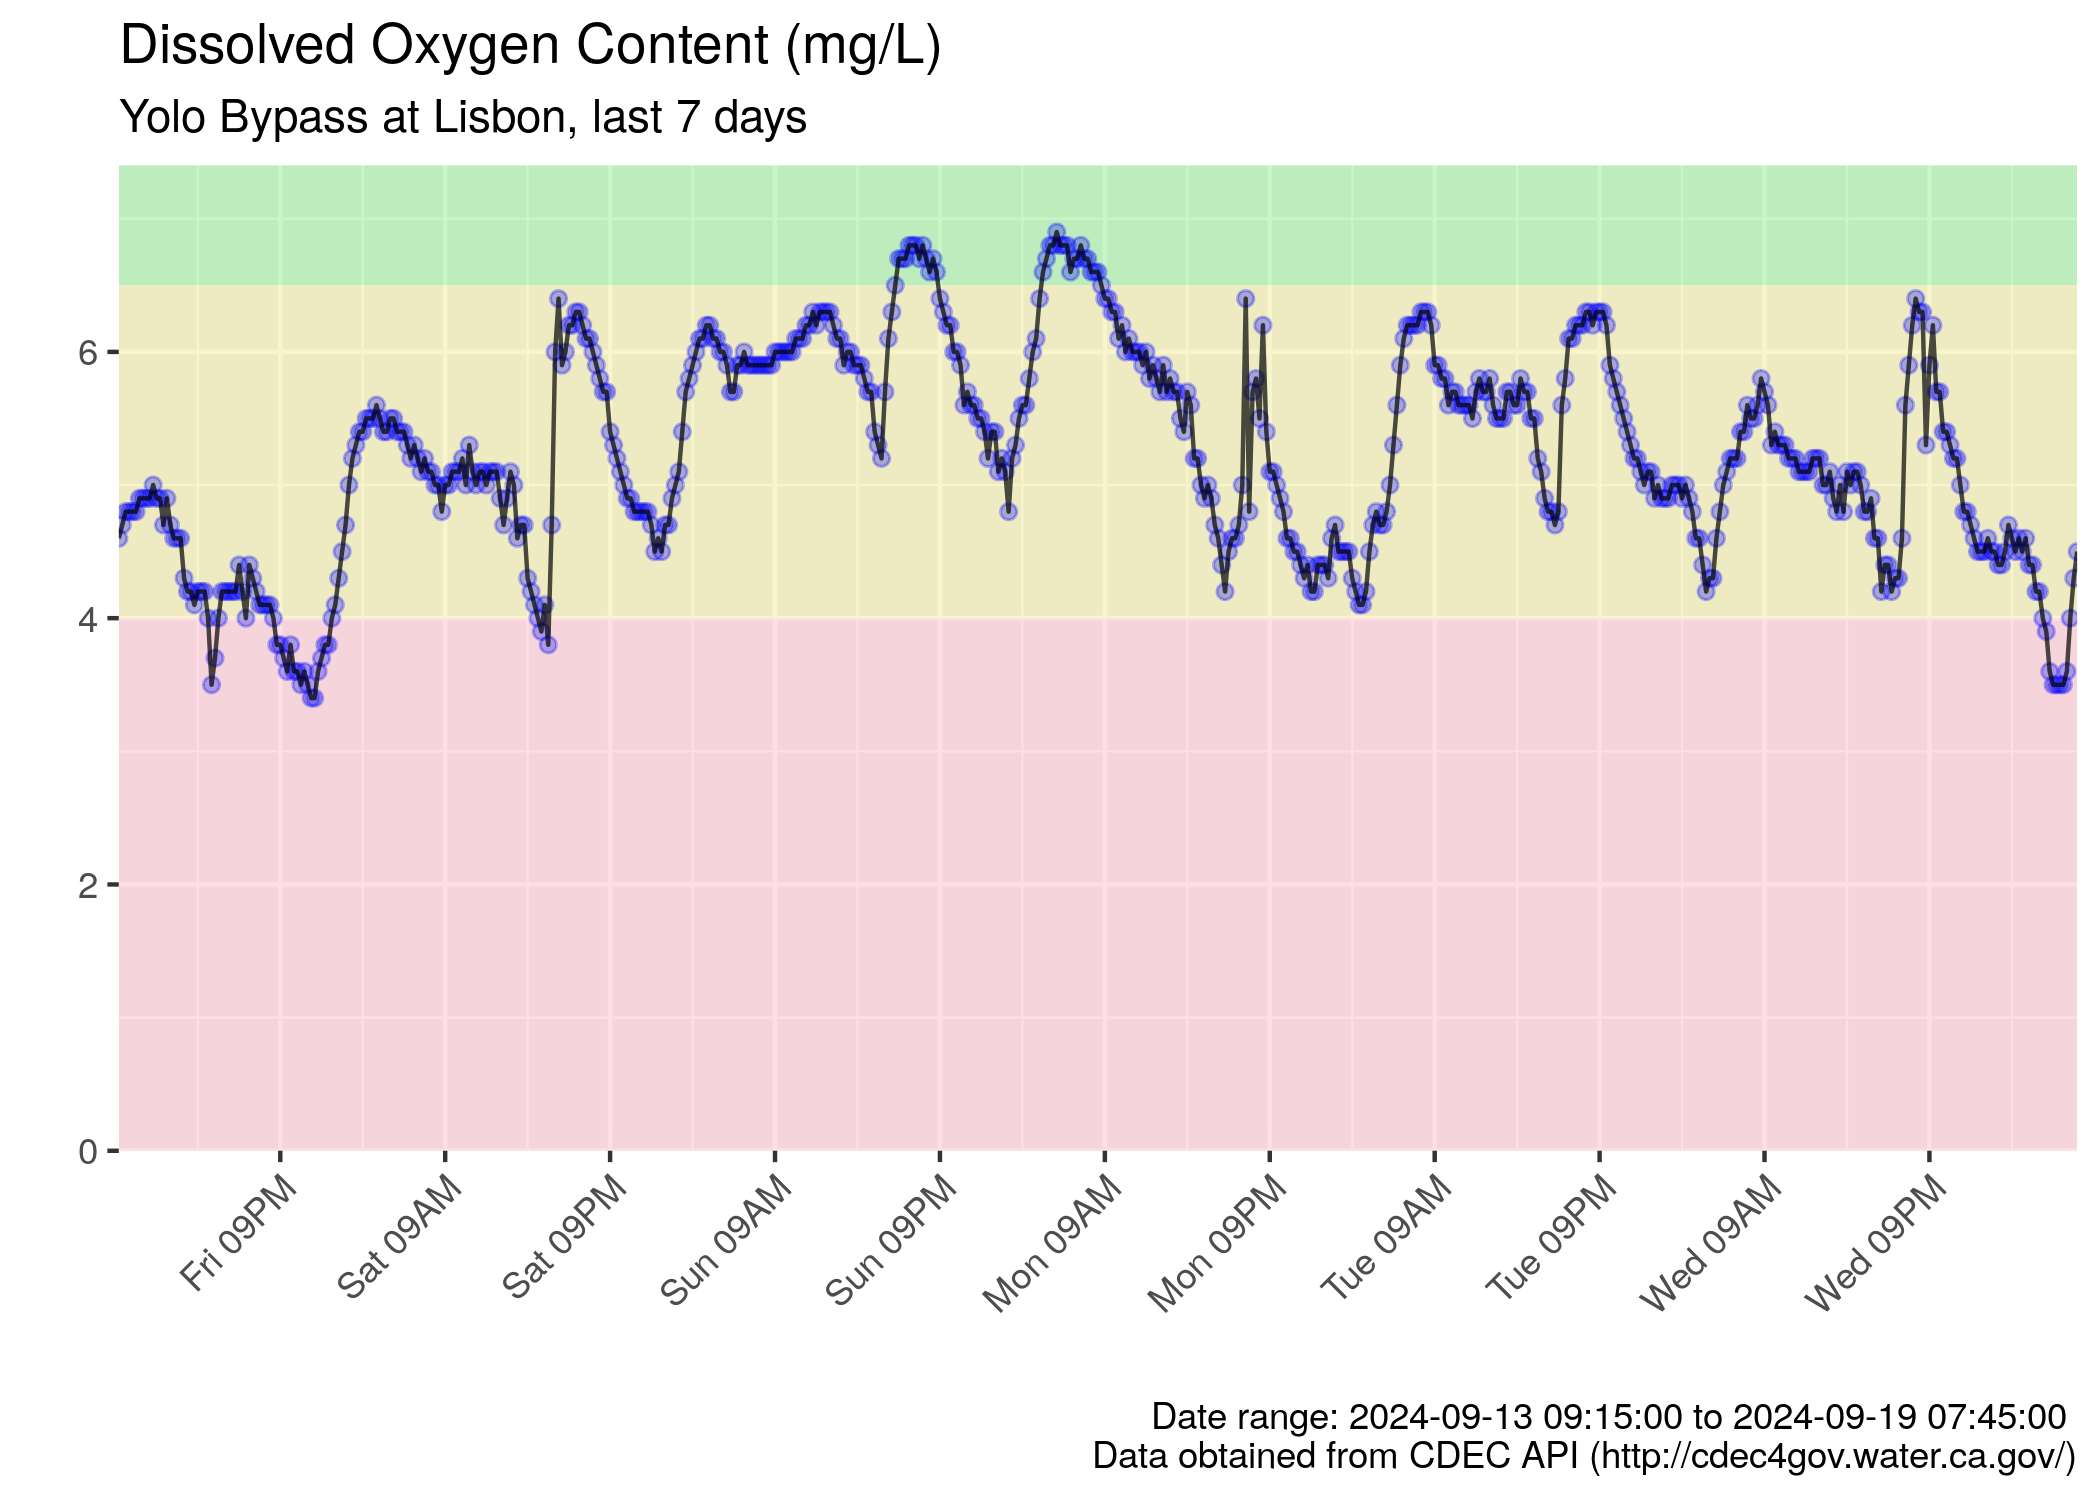 Dissolved Oxygen Content (mg/L)
Yolo Bypass at Lisbon, last 7 days
6
4
2
0
Fri 09PM
Sat 09AM
Sat 09PM
Sun 09AM
Sun 09PM
Mon 09AM
Mon 09PM
Tue 09AM
Tue 09PM
Wed 09AM
Wed 09PM
Date range: 2024-09-13 09:15:00 to 2024-09-19 07:45:00
Data obtained from CDEC API (http://cdec4gov.water.ca.gov/)